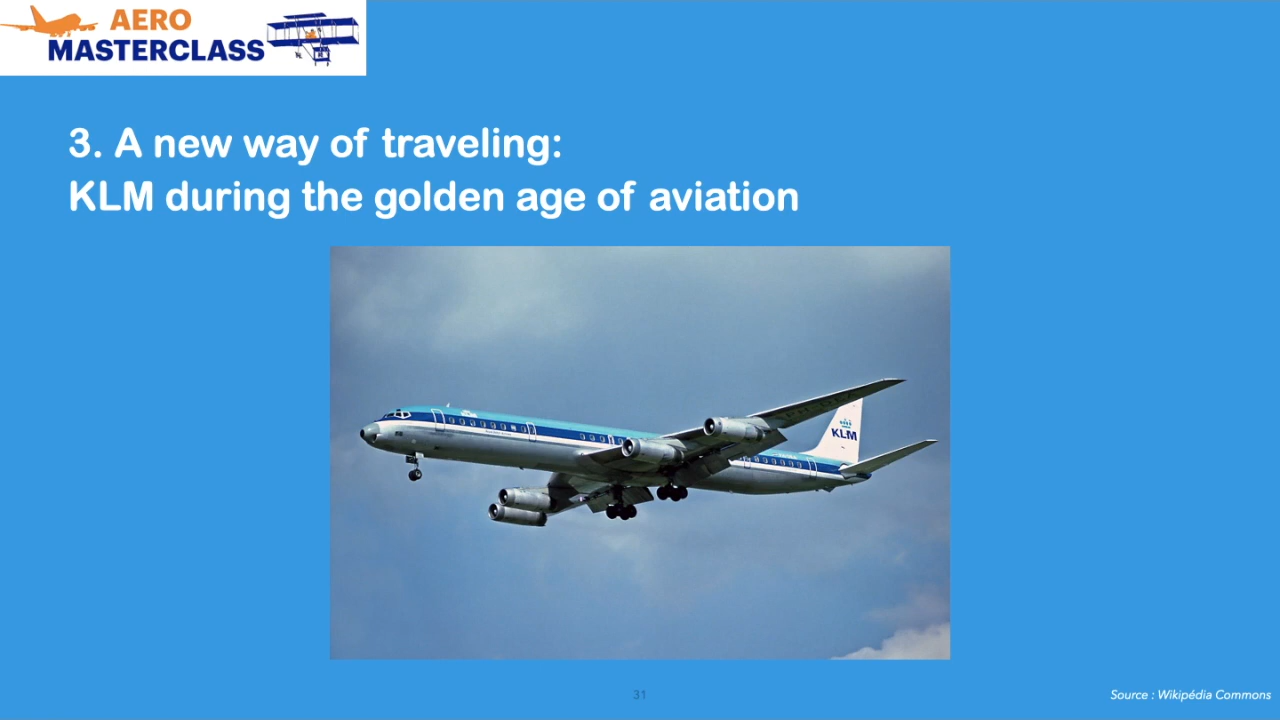 AERO
MASTERCLASS
3. A new way of traveling:
KLM during the golden age of aviation
KLM
31
Source : Wikipédia Commons